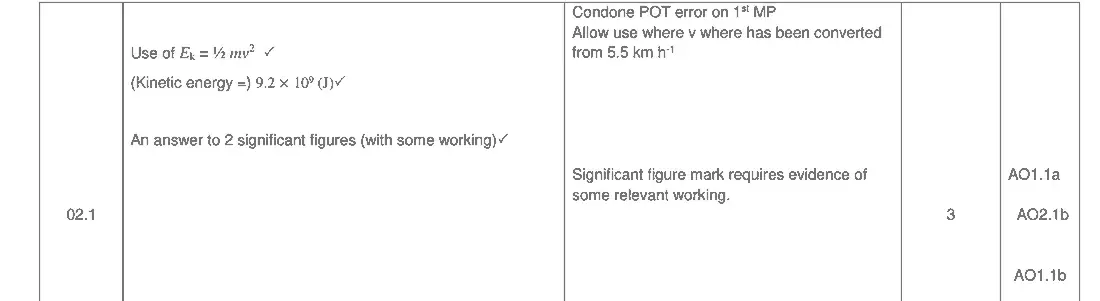 Condone POT error on 1st MP
Allow use where v where has been converted
from 5.5 km h-1
Use of Ek = ½ mv² ✓
(Kinetic energy =) 9.2 × 10⁹ (J)✓
An answer to 2 significant figures (with some working)✓
Significant figure mark requires evidence of
some relevant working.
02.1
3
AO1.1a
AO2.1b
AO1.1b